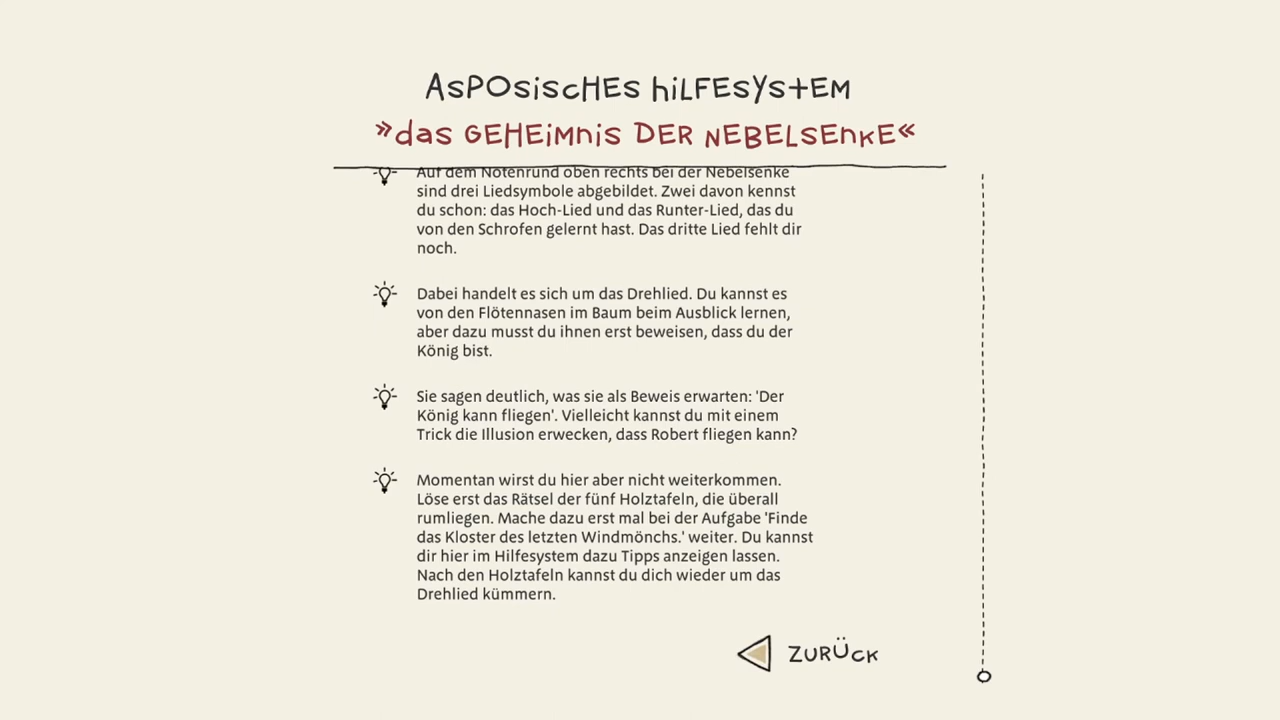 Asposisches Hilfesystem
»das Geheimnis der Nebelsenke«
Auf dem Notenrund oben rechts bei der Nebelsenke
sind drei Liedsymbole abgebildet. Zwei davon kennst
du schon: das Hoch-Lied und das Runter-Lied, das du
von den Schrofen gelernt hast. Das dritte Lied fehlt dir
noch.
Dabei handelt es sich um das Drehlied. Du kannst es
von den Flötennasen im Baum beim Ausblick lernen,
aber dazu musst du ihnen erst beweisen, dass du der
König bist.
Sie sagen deutlich, was sie als Beweis erwarten: 'Der
König kann fliegen'. Vielleicht kannst du mit einem
Trick die Illusion erwecken, dass Robert fliegen kann?
Momentan wirst du hier aber nicht weiterkommen.
Löse erst das Rätsel der fünf Holztafeln, die überall
rumliegen. Mache dazu erst mal bei der Aufgabe 'Finde
das Kloster des letzten Windmönchs.' weiter. Du kannst
dir hier im Hilfesystem dazu Tipps anzeigen lassen.
Nach den Holztafeln kannst du dich wieder um das
Drehlied kümmern.
Zurück